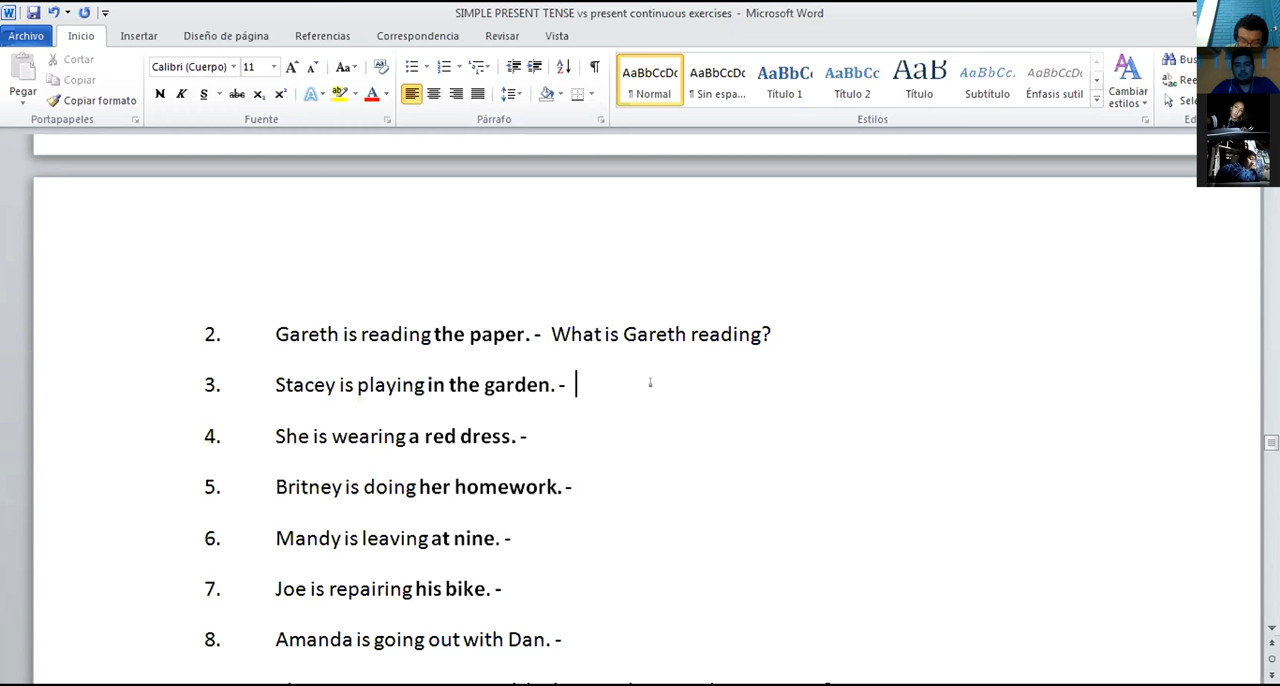 SIMPLE PRESENT TENSE vs present continuous exercises - Microsoft Word
Archivo Inicio Insertar Diseño de página Referencias Correspondencia Revisar Vista
Pegar
Cortar
Copiar
Copiar formato
Portapapeles
Calibri (Cuerpo) 11
N K S abc x₂ x²
Fuente
Párrafo
AaBbCcDc AaBbCcDc AaBbC AaBbCc AaB AaBbCc. AaBbCcDc
¶ Normal ¶ Sin espa... Título 1 Título 2 Título Subtítulo Énfasis sutil
Estilos
Cambiar estilos
2. Gareth is reading the paper. - What is Gareth reading?
3. Stacey is playing in the garden. -
4. She is wearing a red dress. -
5. Britney is doing her homework. -
6. Mandy is leaving at nine. -
7. Joe is repairing his bike. -
8. Amanda is going out with Dan. -